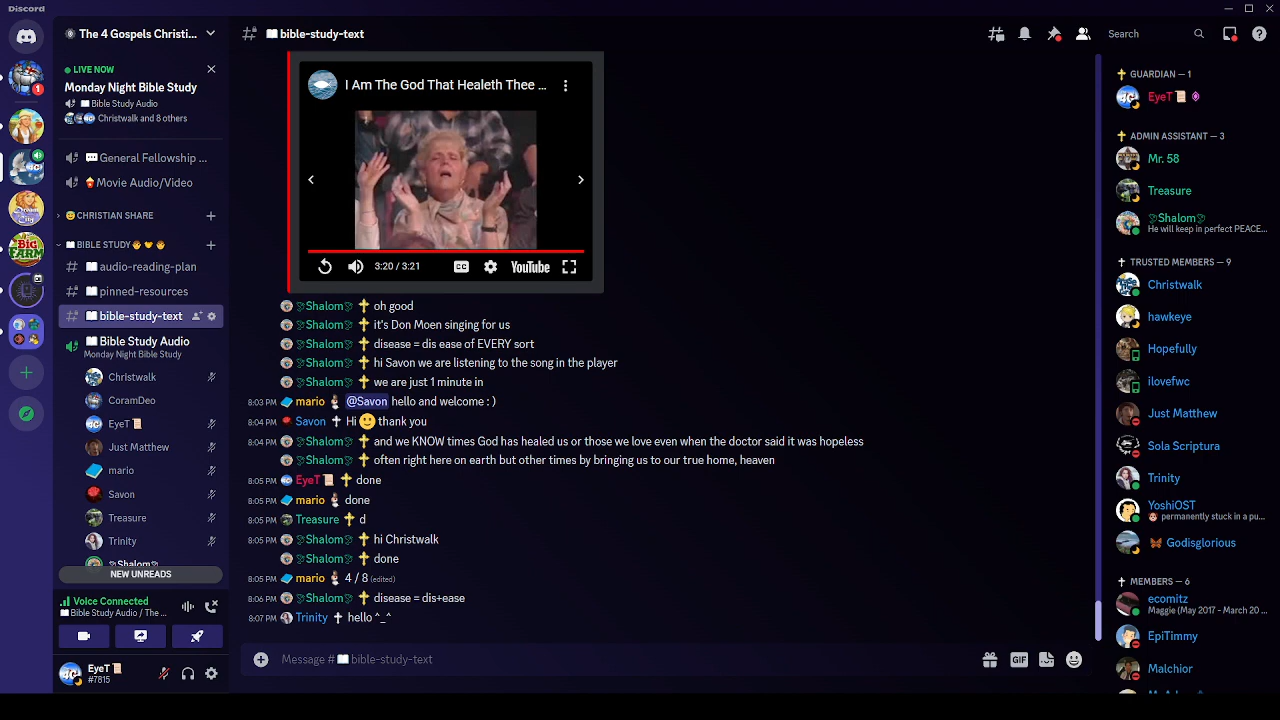 Discord
The 4 Gospels Christi...
LIVE NOW
Monday Night Bible Study
Bible Study Audio
Christwalk and 8 others
General Fellowship ...
Movie Audio/Video
CHRISTIAN SHARE
BIBLE STUDY
audio-reading-plan
pinned-resources
bible-study-text
Bible Study Audio
Monday Night Bible Study
Christwalk
CoramDeo
EyeT
Just Matthew
mario
Savon
Treasure
Trinity
Shalom
NEW UNREADS
Voice Connected
Bible Study Audio / The ...
EyeT
#7815
1
bible-study-text
Search
I Am The God That Healeth Thee ...
3:20 / 3:21
CC
YouTube
Shalom oh good
Shalom it's Don Moen singing for us
Shalom disease = dis ease of EVERY sort
Shalom hi Savon we are listening to the song in the player
Shalom we are just 1 minute in
8:03 PM mario @Savon hello and welcome : )
8:04 PM Savon Hi thank you
8:04 PM Shalom and we KNOW times God has healed us or those we love even when the doctor said it was hopeless
Shalom often right here on earth but other times by bringing us to our true home, heaven
8:05 PM EyeT done
8:05 PM mario done
8:05 PM Treasure d
8:05 PM Shalom hi Christwalk
Shalom done
8:05 PM mario 4 / 8 (edited)
8:06 PM Shalom disease = dis+ease
8:07 PM Trinity hello ^_^
Message # bible-study-text
GIF
GUARDIAN — 1
EyeT
ADMIN ASSISTANT — 3
Mr. 58
Treasure
Shalom
He will keep in perfect PEACE...
TRUSTED MEMBERS — 9
Christwalk
hawkeye
Hopefully
ilovefwc
Just Matthew
Sola Scriptura
Trinity
YoshiOST
permanently stuck in a pu...
Godisglorious
MEMBERS — 6
ecomitz
Maggie (May 2017 - March 20 ...
EpiTimmy
Malchior